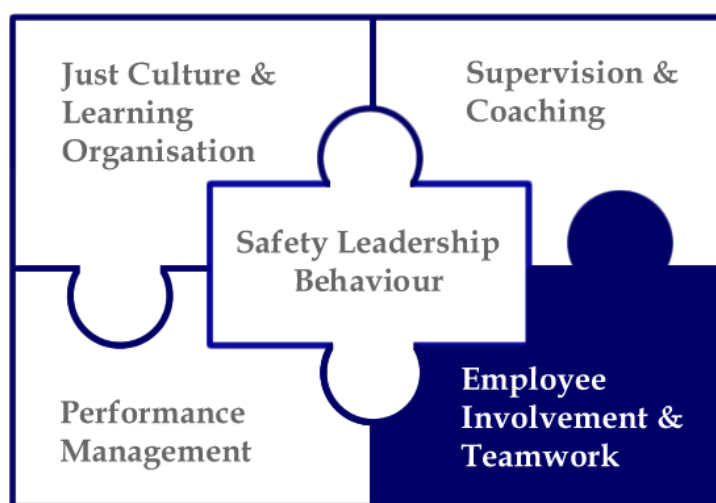 Just Culture &
Learning
Organisation
Supervision &
Coaching
Safety Leadership
Behaviour
Performance
Management
Employee
Involvement &
Teamwork